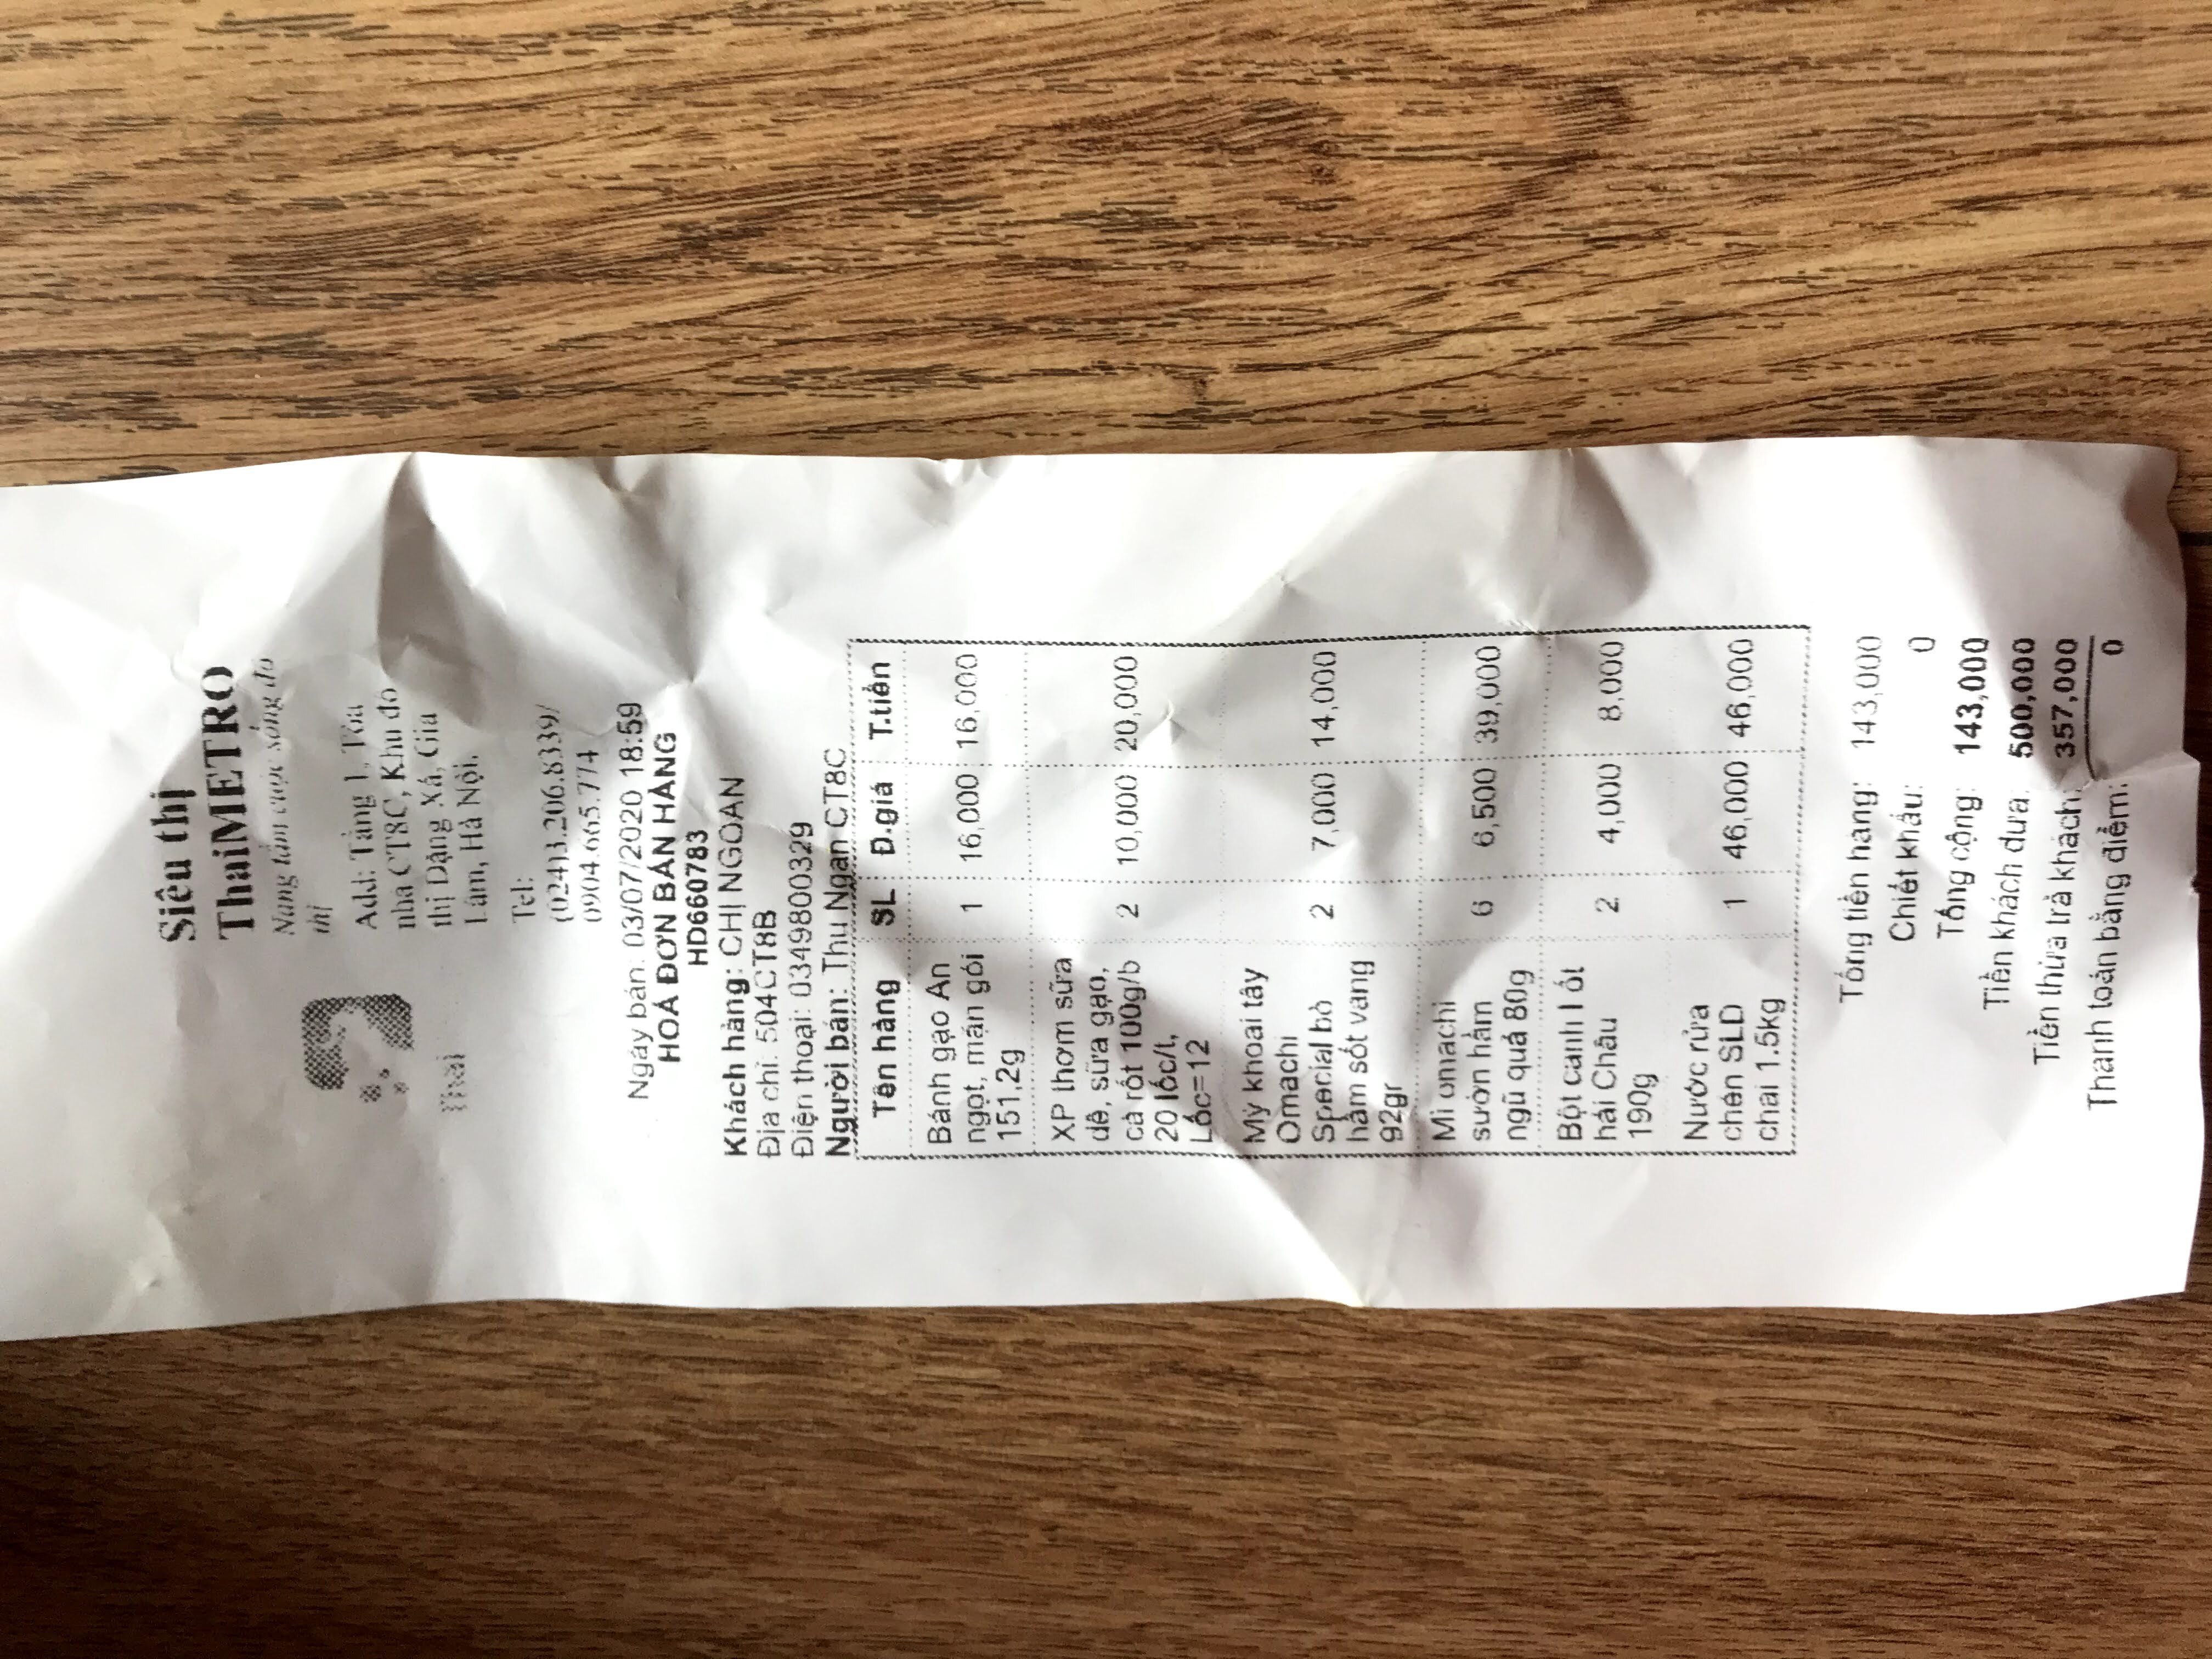 Siêu thị
ThaiMETRO
Nâng tầm cuộc sống đô
thị
Thai
Add: Tầng 1, Tòa
nhà CT8C, Khu đô
thị Đặng Xá, Gia
Lâm, Hà Nội.
Tel:
(024)3.206.8339/
0904.665.774
Ngày bán: 03/07/2020 18:59
HOÁ ĐƠN BÁN HÀNG
HD660783
Khách hàng: CHỊ NGOAN
Địa chỉ: 504CT8B
Điện thoại: 0349800329
Người bán: Thu Ngan CT8C
Tên hàng SL Đ.giá T.tiền
Bánh gạo An
ngọt, mặn gói 1 16,000 16,000
151,2g
XP thơm sữa
dê, sữa gạo,
cà rốt 100g/b 2 10,000 20,000
20 lốc/t,
Lốc=12
Mỳ khoai tây
Omachi
Special bò 2 7,000 14,000
hầm sốt vang
92gr
Mì omachi
sườn hầm 6 6,500 39,000
ngũ quả 80g
Bột canh I ốt
hải Châu 2 4,000 8,000
190g
Nước rửa
chén SLD 1 46,000 46,000
chai 1.5kg
Tổng tiền hàng: 143,000
Chiết khấu: 0
Tổng cộng: 143,000
Tiền khách đưa: 500,000
Tiền thừa trả khách: 357,000
Thanh toán bằng điểm: 0